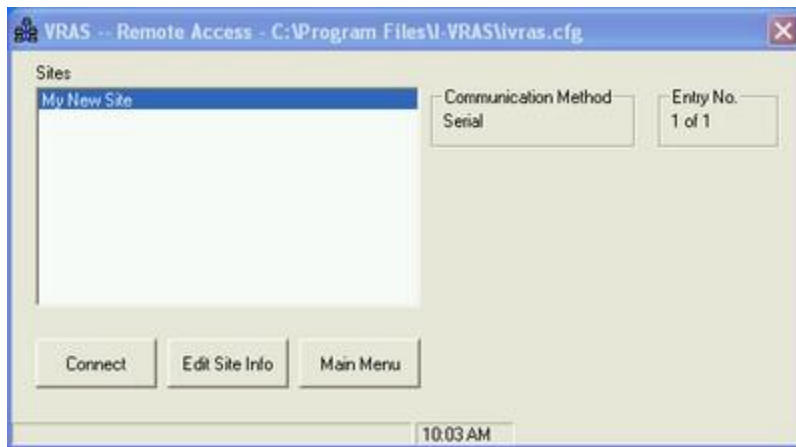 VRAS -- Remote Access - C:\Program Files\I-VRAS\ivras.cfg
Sites
My New Site
Communication Method
Serial
Entry No.
1 of 1
Connect
Edit Site Info
Main Menu
10:03 AM